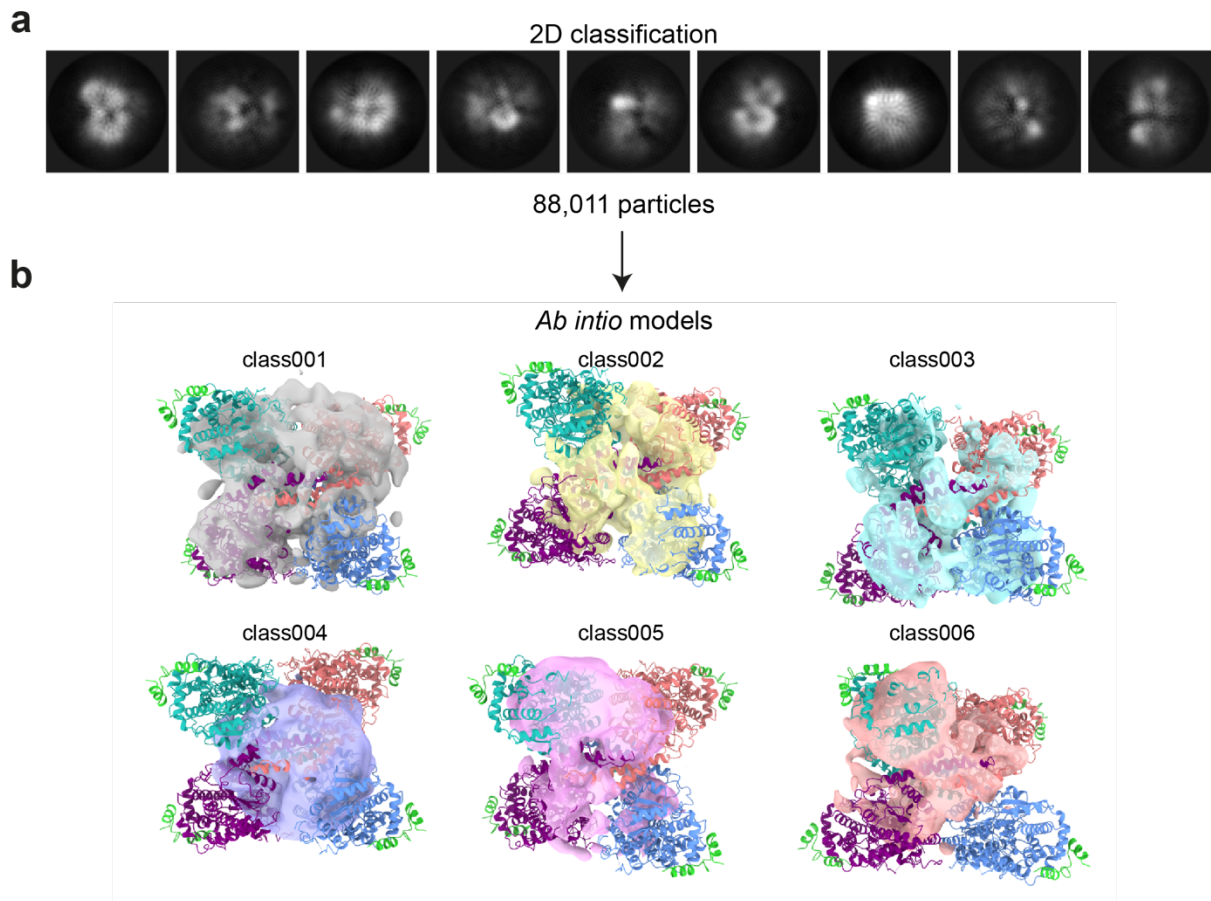 a
2D classification
88,011 particles
b
Ab intio models
class001
class002
class003
class004
class005
class006